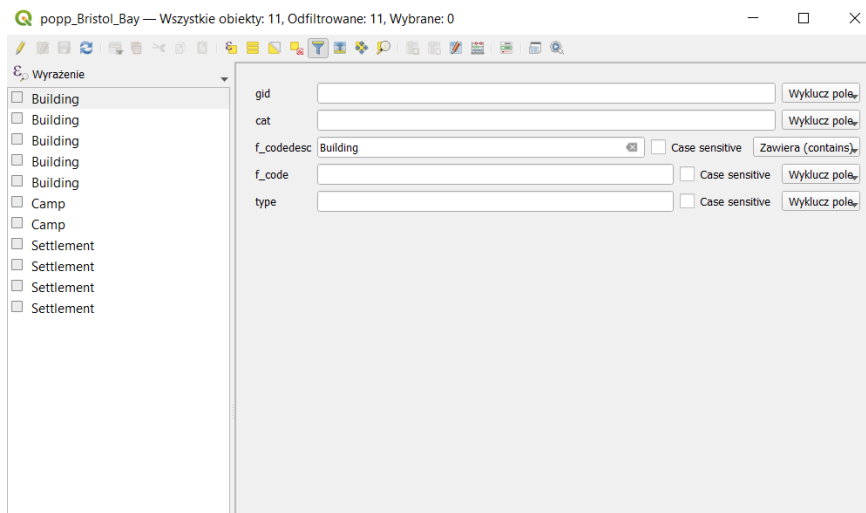 popp_Bristol_Bay — Wszystkie obiekty: 11, Odfiltrowane: 11, Wybrane: 0
Wyrażenie
Building
Building
Building
Building
Building
Camp
Camp
Settlement
Settlement
Settlement
Settlement
gid Wyklucz pole
cat Wyklucz pole
f_codedesc Building Case sensitive Zawiera (contains)
f_code Case sensitive Wyklucz pole
type Case sensitive Wyklucz pole